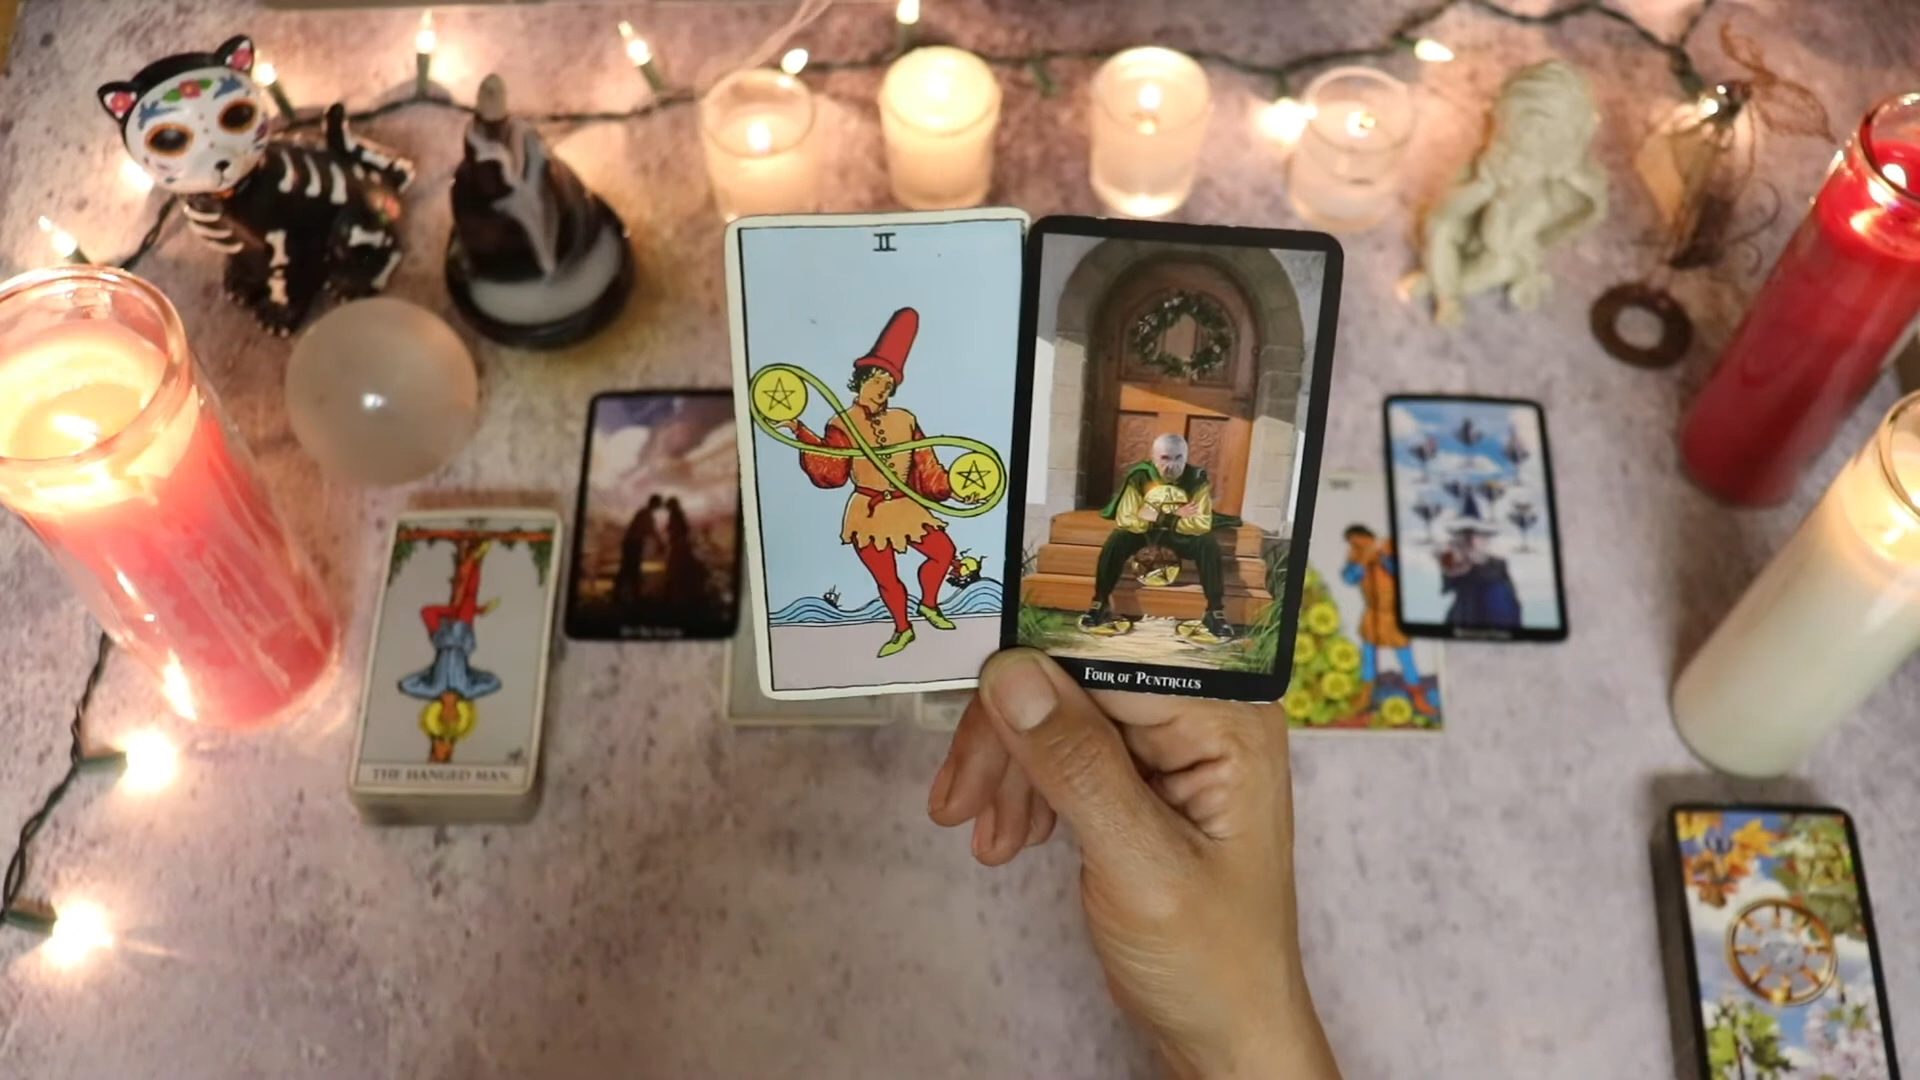 II
FOUR OF PENTACLES
THE HANGED MAN.